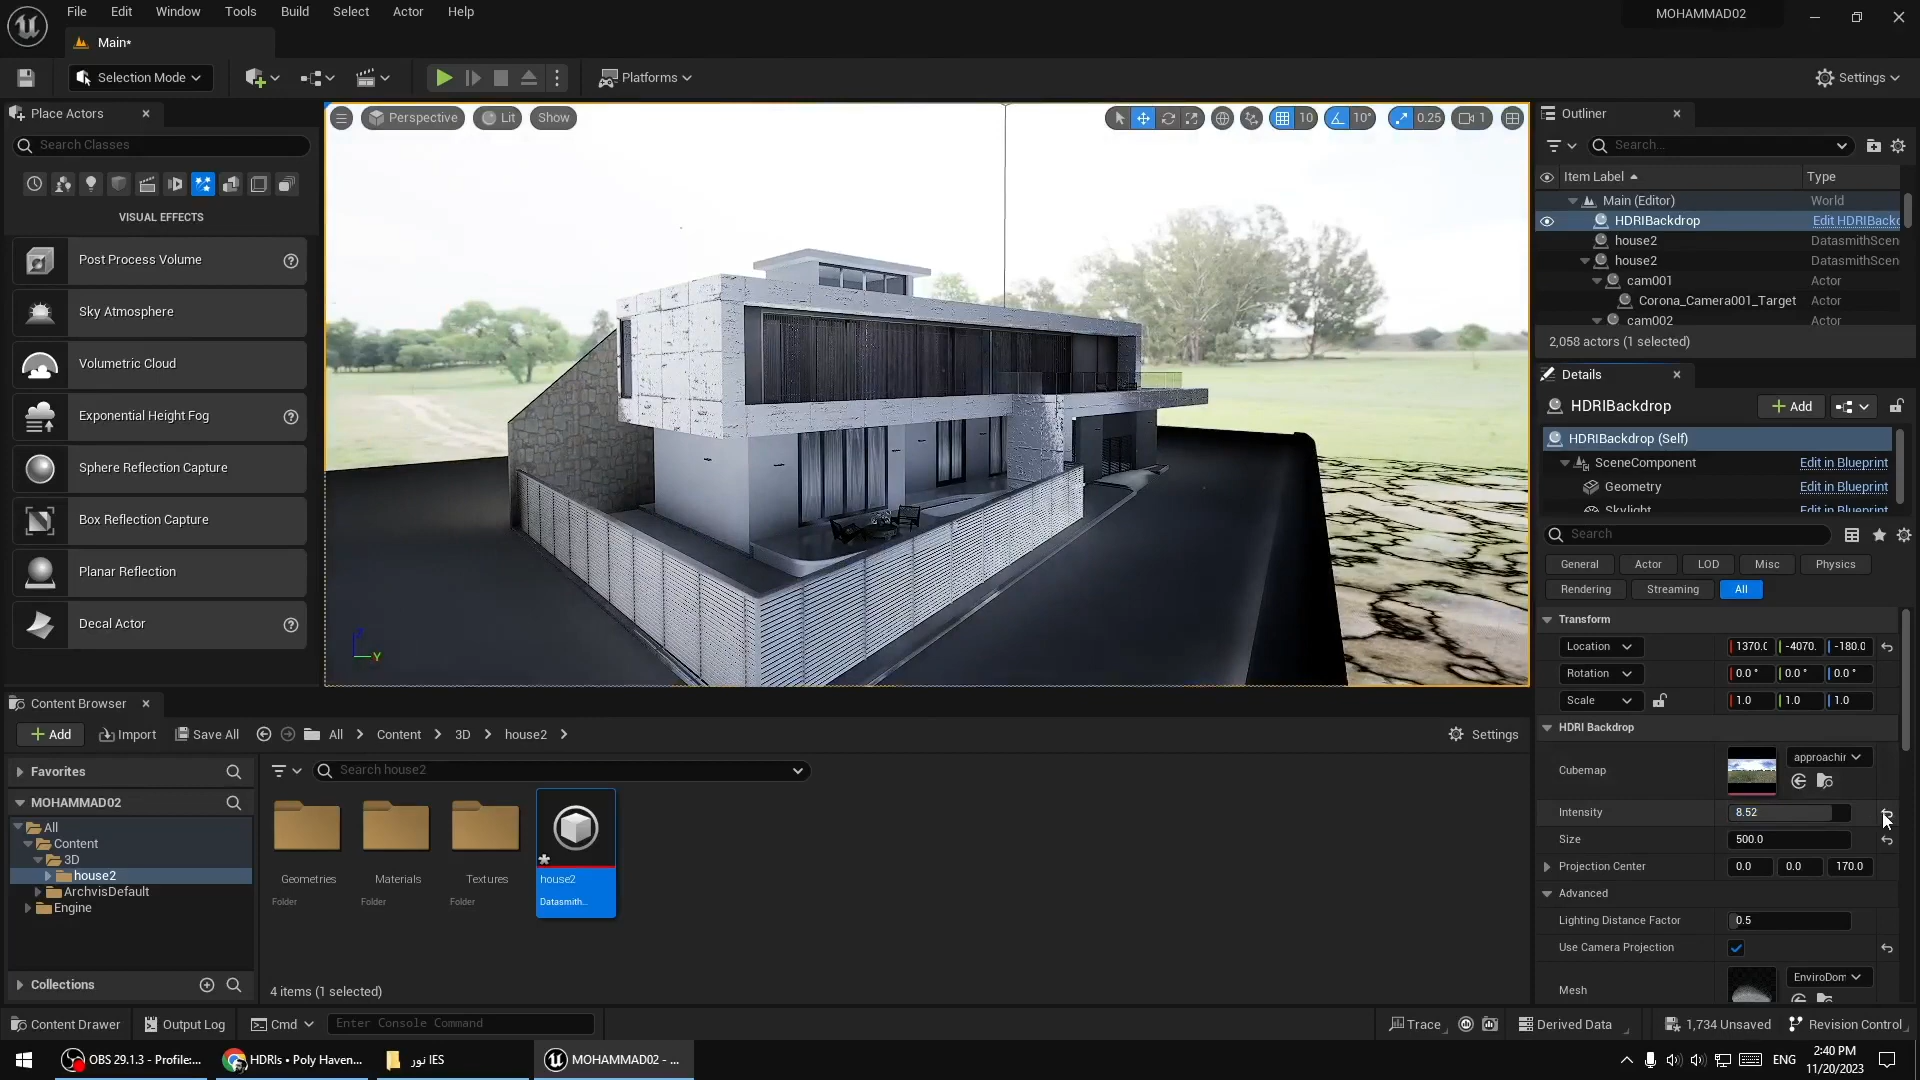 File Edit Window Tools Build Select Actor Help
MOHAMMAD02
Main*
Selection Mode
Platforms
Settings
Place Actors
Search Classes
VISUAL EFFECTS
Post Process Volume
Sky Atmosphere
Volumetric Cloud
Exponential Height Fog
Sphere Reflection Capture
Box Reflection Capture
Planar Reflection
Decal Actor
Perspective Lit Show
10 10° 0.25 1
Y
Outliner
Search...
Item Label Type
Main (Editor) World
HDRIBackdrop Edit HDRIBackd
house2 DatasmithScen
house2 DatasmithScen
cam001 Actor
Corona_Camera001_Target Actor
cam002 Actor
2,058 actors (1 selected)
Details
HDRIBackdrop Add
HDRIBackdrop (Self)
SceneComponent Edit in Blueprint
Geometry Edit in Blueprint
Skylight Edit in Blueprint
Search
General Actor LOD Misc Physics
Rendering Streaming All
Transform
Location 1370.0 -4070. -180.0
Rotation 0.0 ° 0.0 ° 0.0 °
Scale 1.0 1.0 1.0
HDRI Backdrop
Cubemap approachin
Intensity 8.52
Size 500.0
Projection Center 0.0 0.0 170.0
Advanced
Lighting Distance Factor 0.5
Use Camera Projection
Mesh EnviroDom
Content Browser
Add Import Save All All Content 3D house2 Settings
Favorites
MOHAMMAD02
All
Content
3D
house2
ArchvisDefault
Engine
Collections
Search house2
Geometries
Folder
Materials
Folder
Textures
Folder
house2
Datasmith...
4 items (1 selected)
Content Drawer Output Log Cmd Enter Console Command Trace Derived Data 1,734 Unsaved Revision Control
OBS 29.1.3 - Profile:... HDRIs • Poly Haven... نور IES MOHAMMAD02 - ... ENG
2:40 PM
11/20/2023